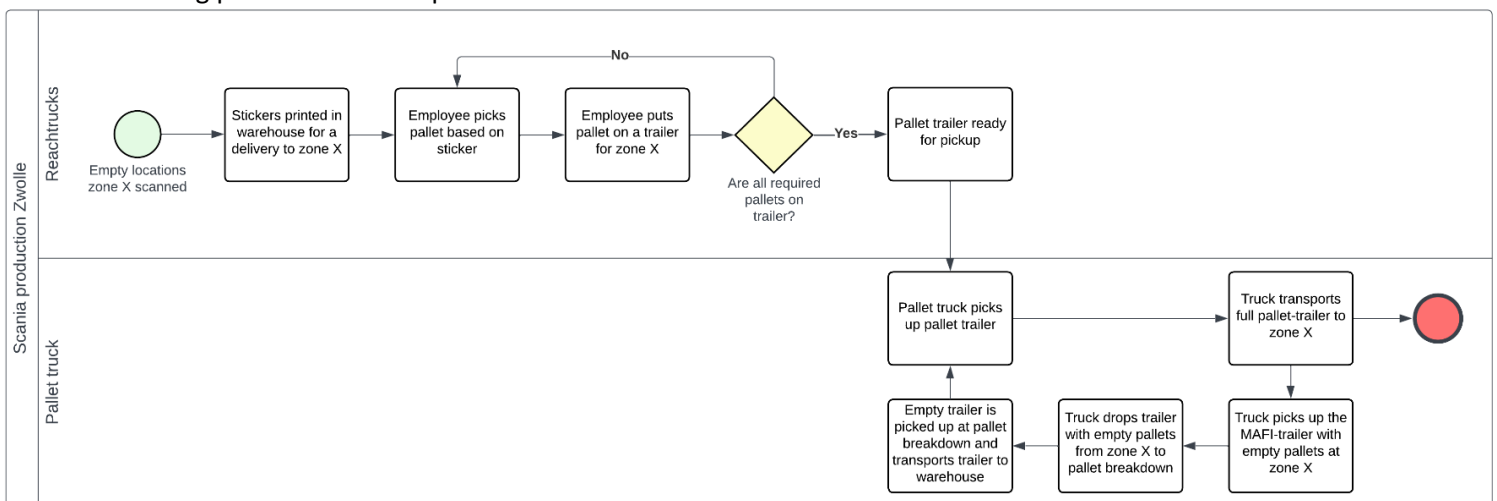 Scania production Zwolle
Reachtrucks
No
Stickers printed in
warehouse for a
delivery to zone X
Employee picks
pallet based on
sticker
Employee puts
pallet on a trailer
for zone X
Yes
Pallet trailer ready
for pickup
Empty locations
zone X scanned
Are all required
pallets on
trailer?
Pallet truck
Pallet truck picks
up pallet trailer
Truck transports
full pallet-trailer to
zone X
Empty trailer is
picked up at pallet
breakdown and
transports trailer to
warehouse
Truck drops trailer
with empty pallets
from zone X to
pallet breakdown
Truck picks up the
MAFI-trailer with
empty pallets at
zone X